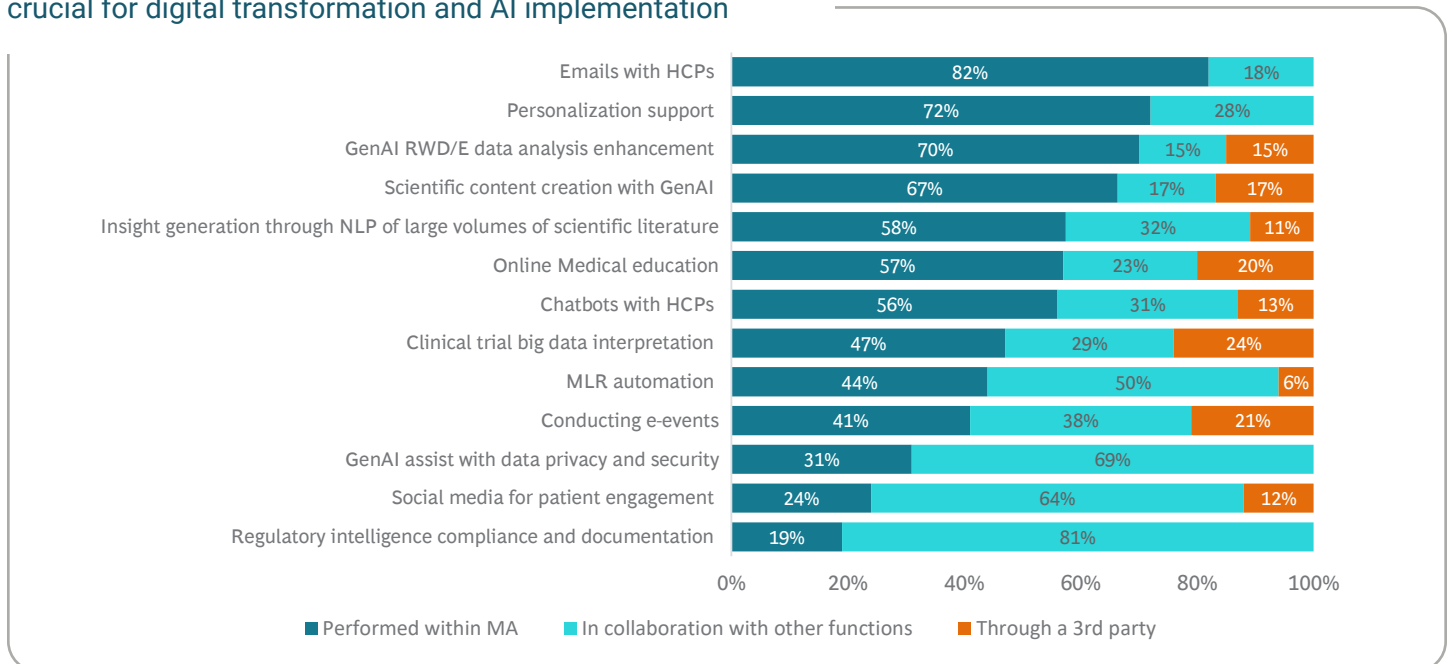 crucial for digital transformation and AI implementation
Emails with HCPs 82% 18%
Personalization support 72% 28%
GenAI RWD/E data analysis enhancement 70% 15% 15%
Scientific content creation with GenAI 67% 17% 17%
Insight generation through NLP of large volumes of scientific literature 58% 32% 11%
Online Medical education 57% 23% 20%
Chatbots with HCPs 56% 31% 13%
Clinical trial big data interpretation 47% 29% 24%
MLR automation 44% 50% 6%
Conducting e-events 41% 38% 21%
GenAI assist with data privacy and security 31% 69%
Social media for patient engagement 24% 64% 12%
Regulatory intelligence compliance and documentation 19% 81%
0% 20% 40% 60% 80% 100%
Performed within MA In collaboration with other functions Through a 3rd party